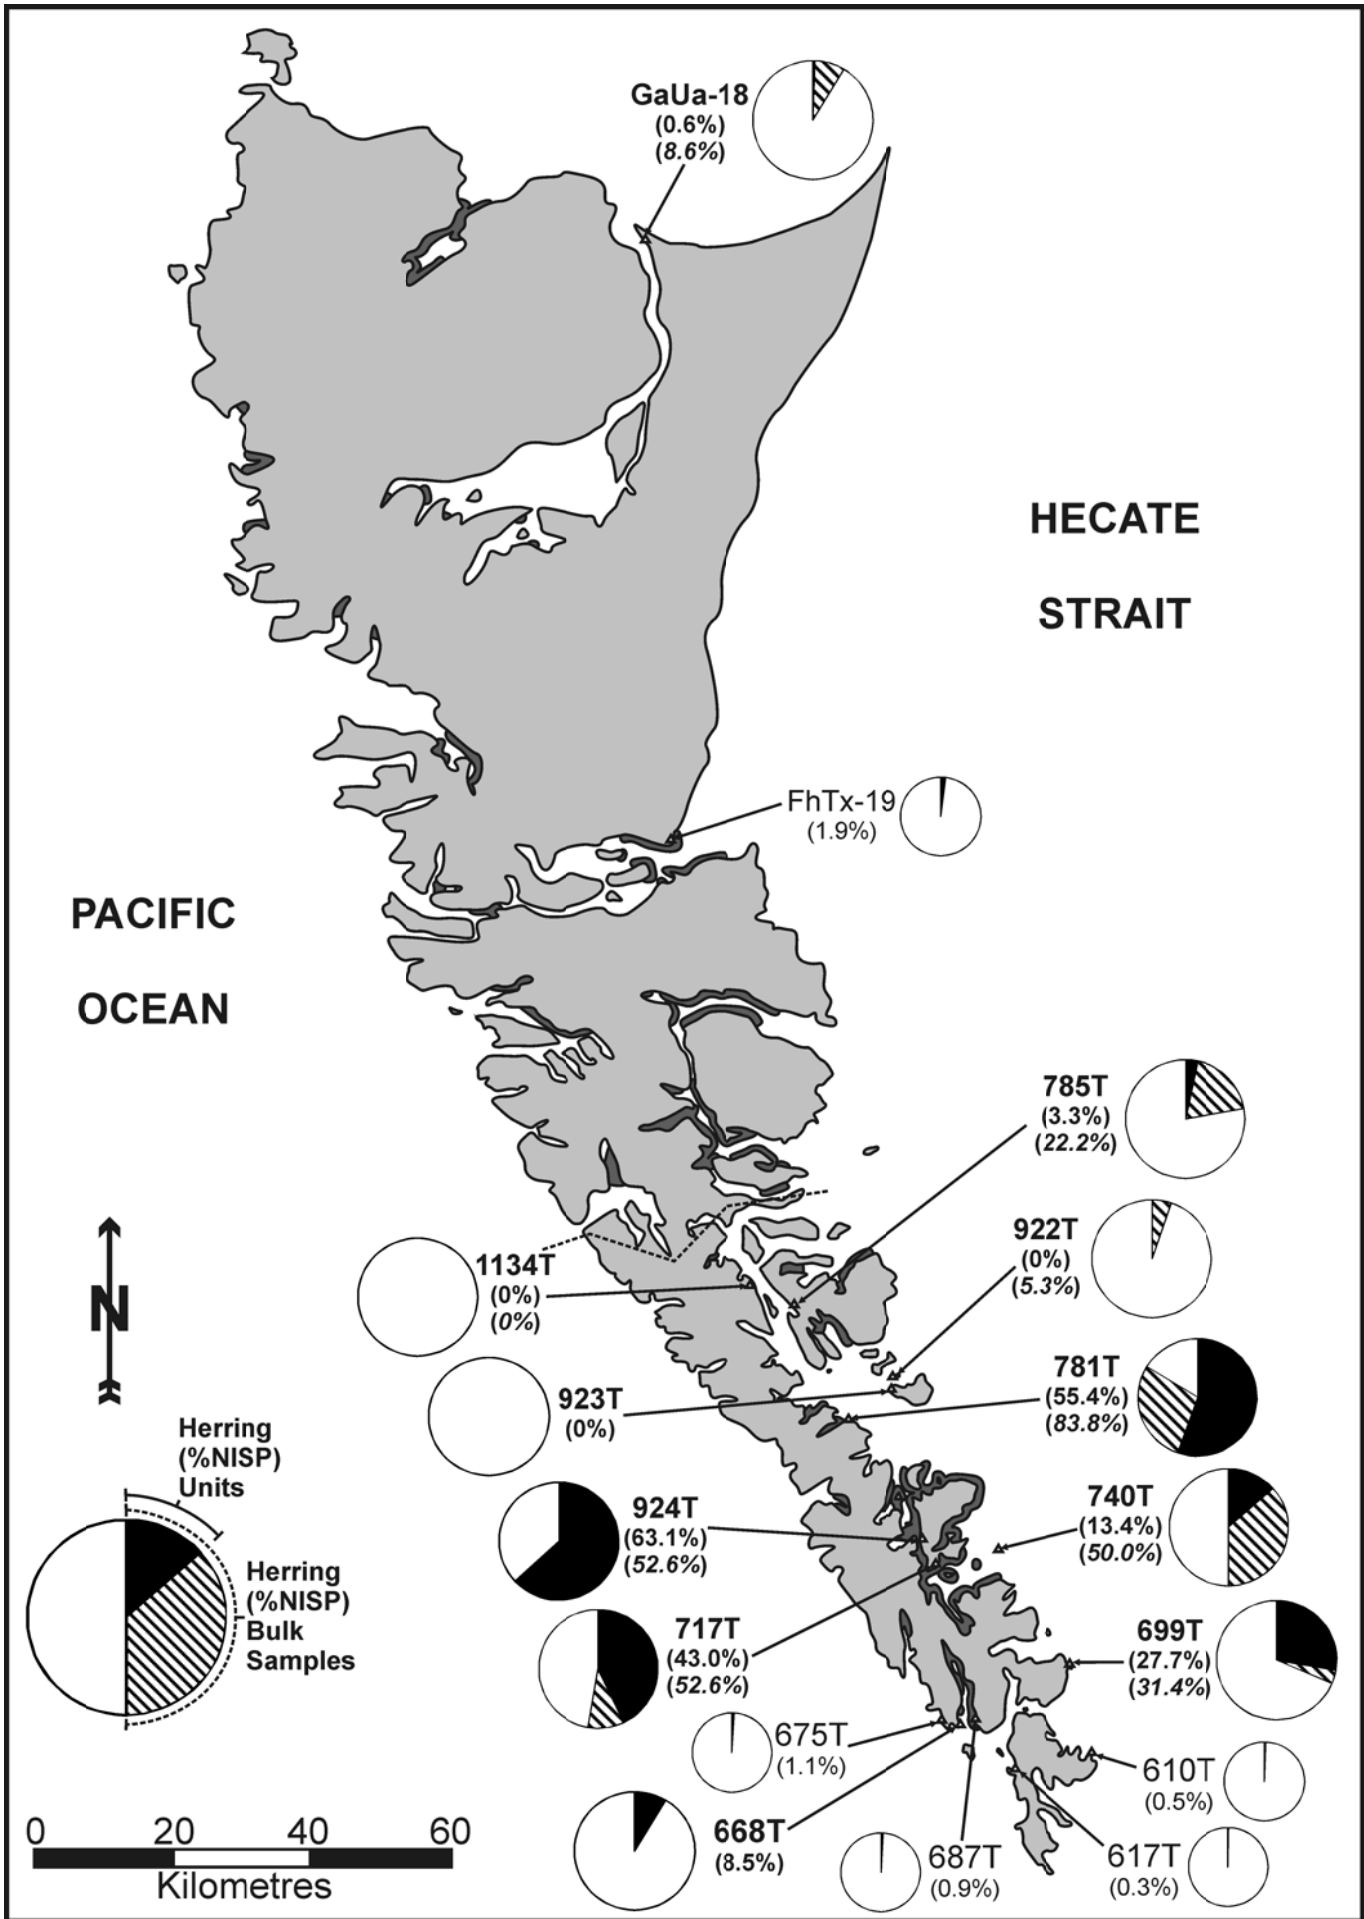 GaUa-18
(0.6%)
(8.6%)
HECATE
STRAIT
FhTx-19
(1.9%)
PACIFIC
OCEAN
785T
(3.3%)
(22.2%)
922T
(0%)
(5.3%)
1134T
(0%)
(0%)
781T
(55.4%)
(83.8%)
923T
(0%)
N
Herring
(%NISP)
Units
924T
(63.1%)
(52.6%)
740T
(13.4%)
(50.0%)
Herring
(%NISP)
Bulk
Samples
717T
(43.0%)
(52.6%)
699T
(27.7%)
(31.4%)
675T
(1.1%)
610T
(0.5%)
668T
(8.5%)
687T
(0.9%)
617T
(0.3%)
0 20 40 60
Kilometres